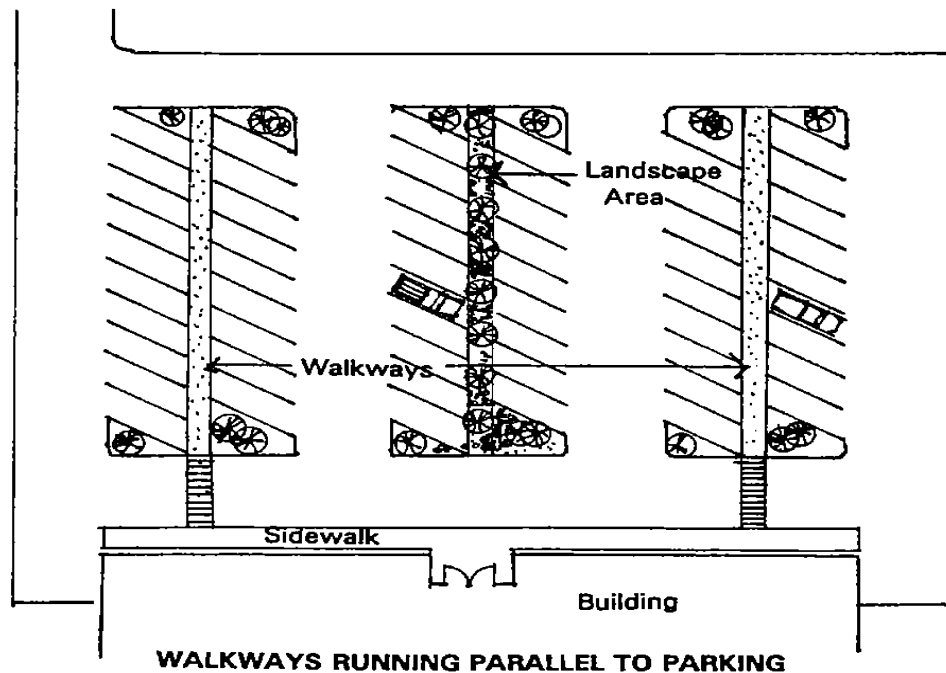 Landscape
Area
Walkways
Sidewalk
Building
WALKWAYS RUNNING PARALLEL TO PARKING